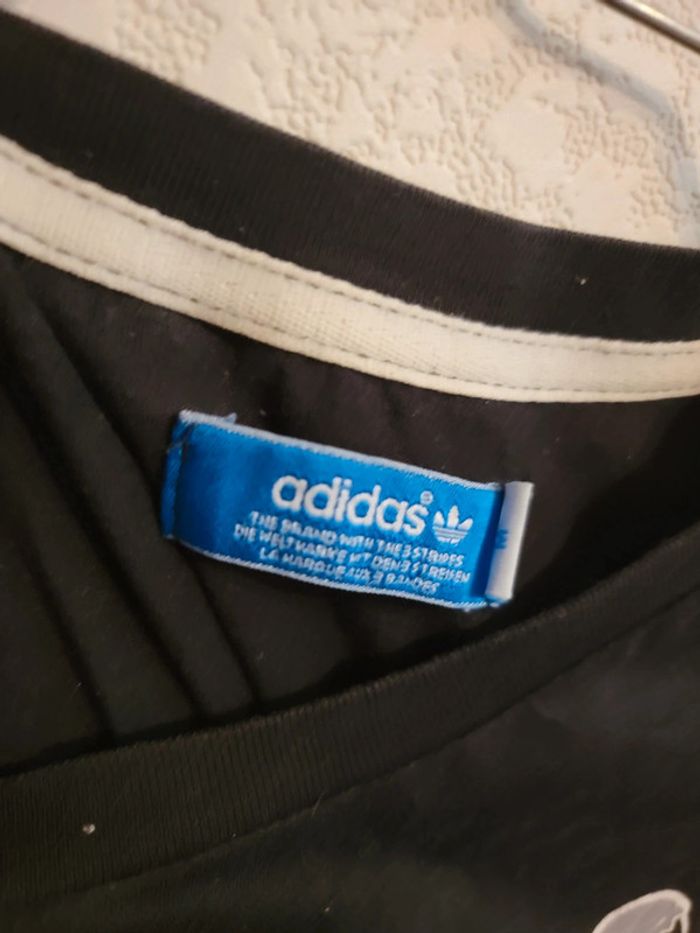 adidas®
THE BRAND WITH THE 3 STRIPES
DIE WELTMARKE MIT DEN 3 STREIFEN
LA MARQUE AUX 3 BANDES
M